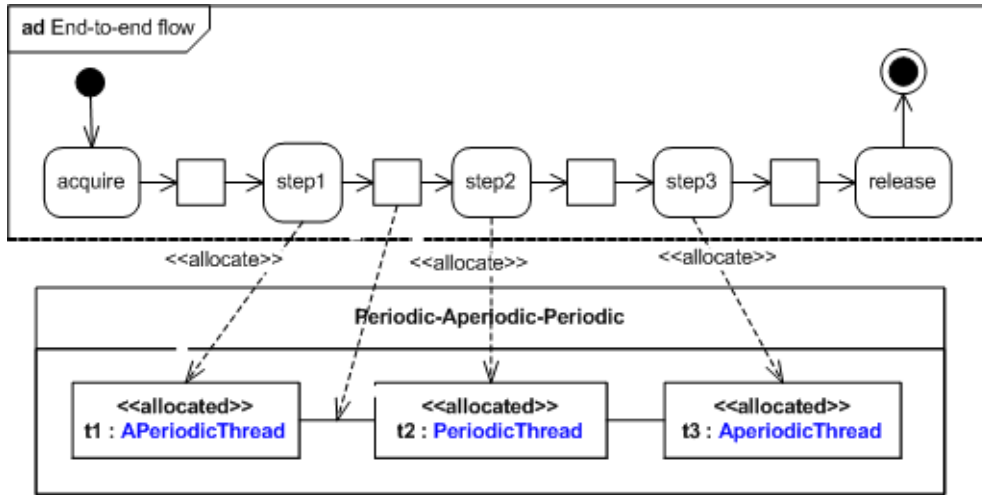 ad End-to-end flow
acquire
step1
step2
step3
release
<<allocate>>
<<allocate>>
<<allocate>>
Periodic-Aperiodic-Periodic
<<allocated>>
t1 : APeriodicThread
<<allocated>>
t2 : PeriodicThread
<<allocated>>
t3 : AperiodicThread